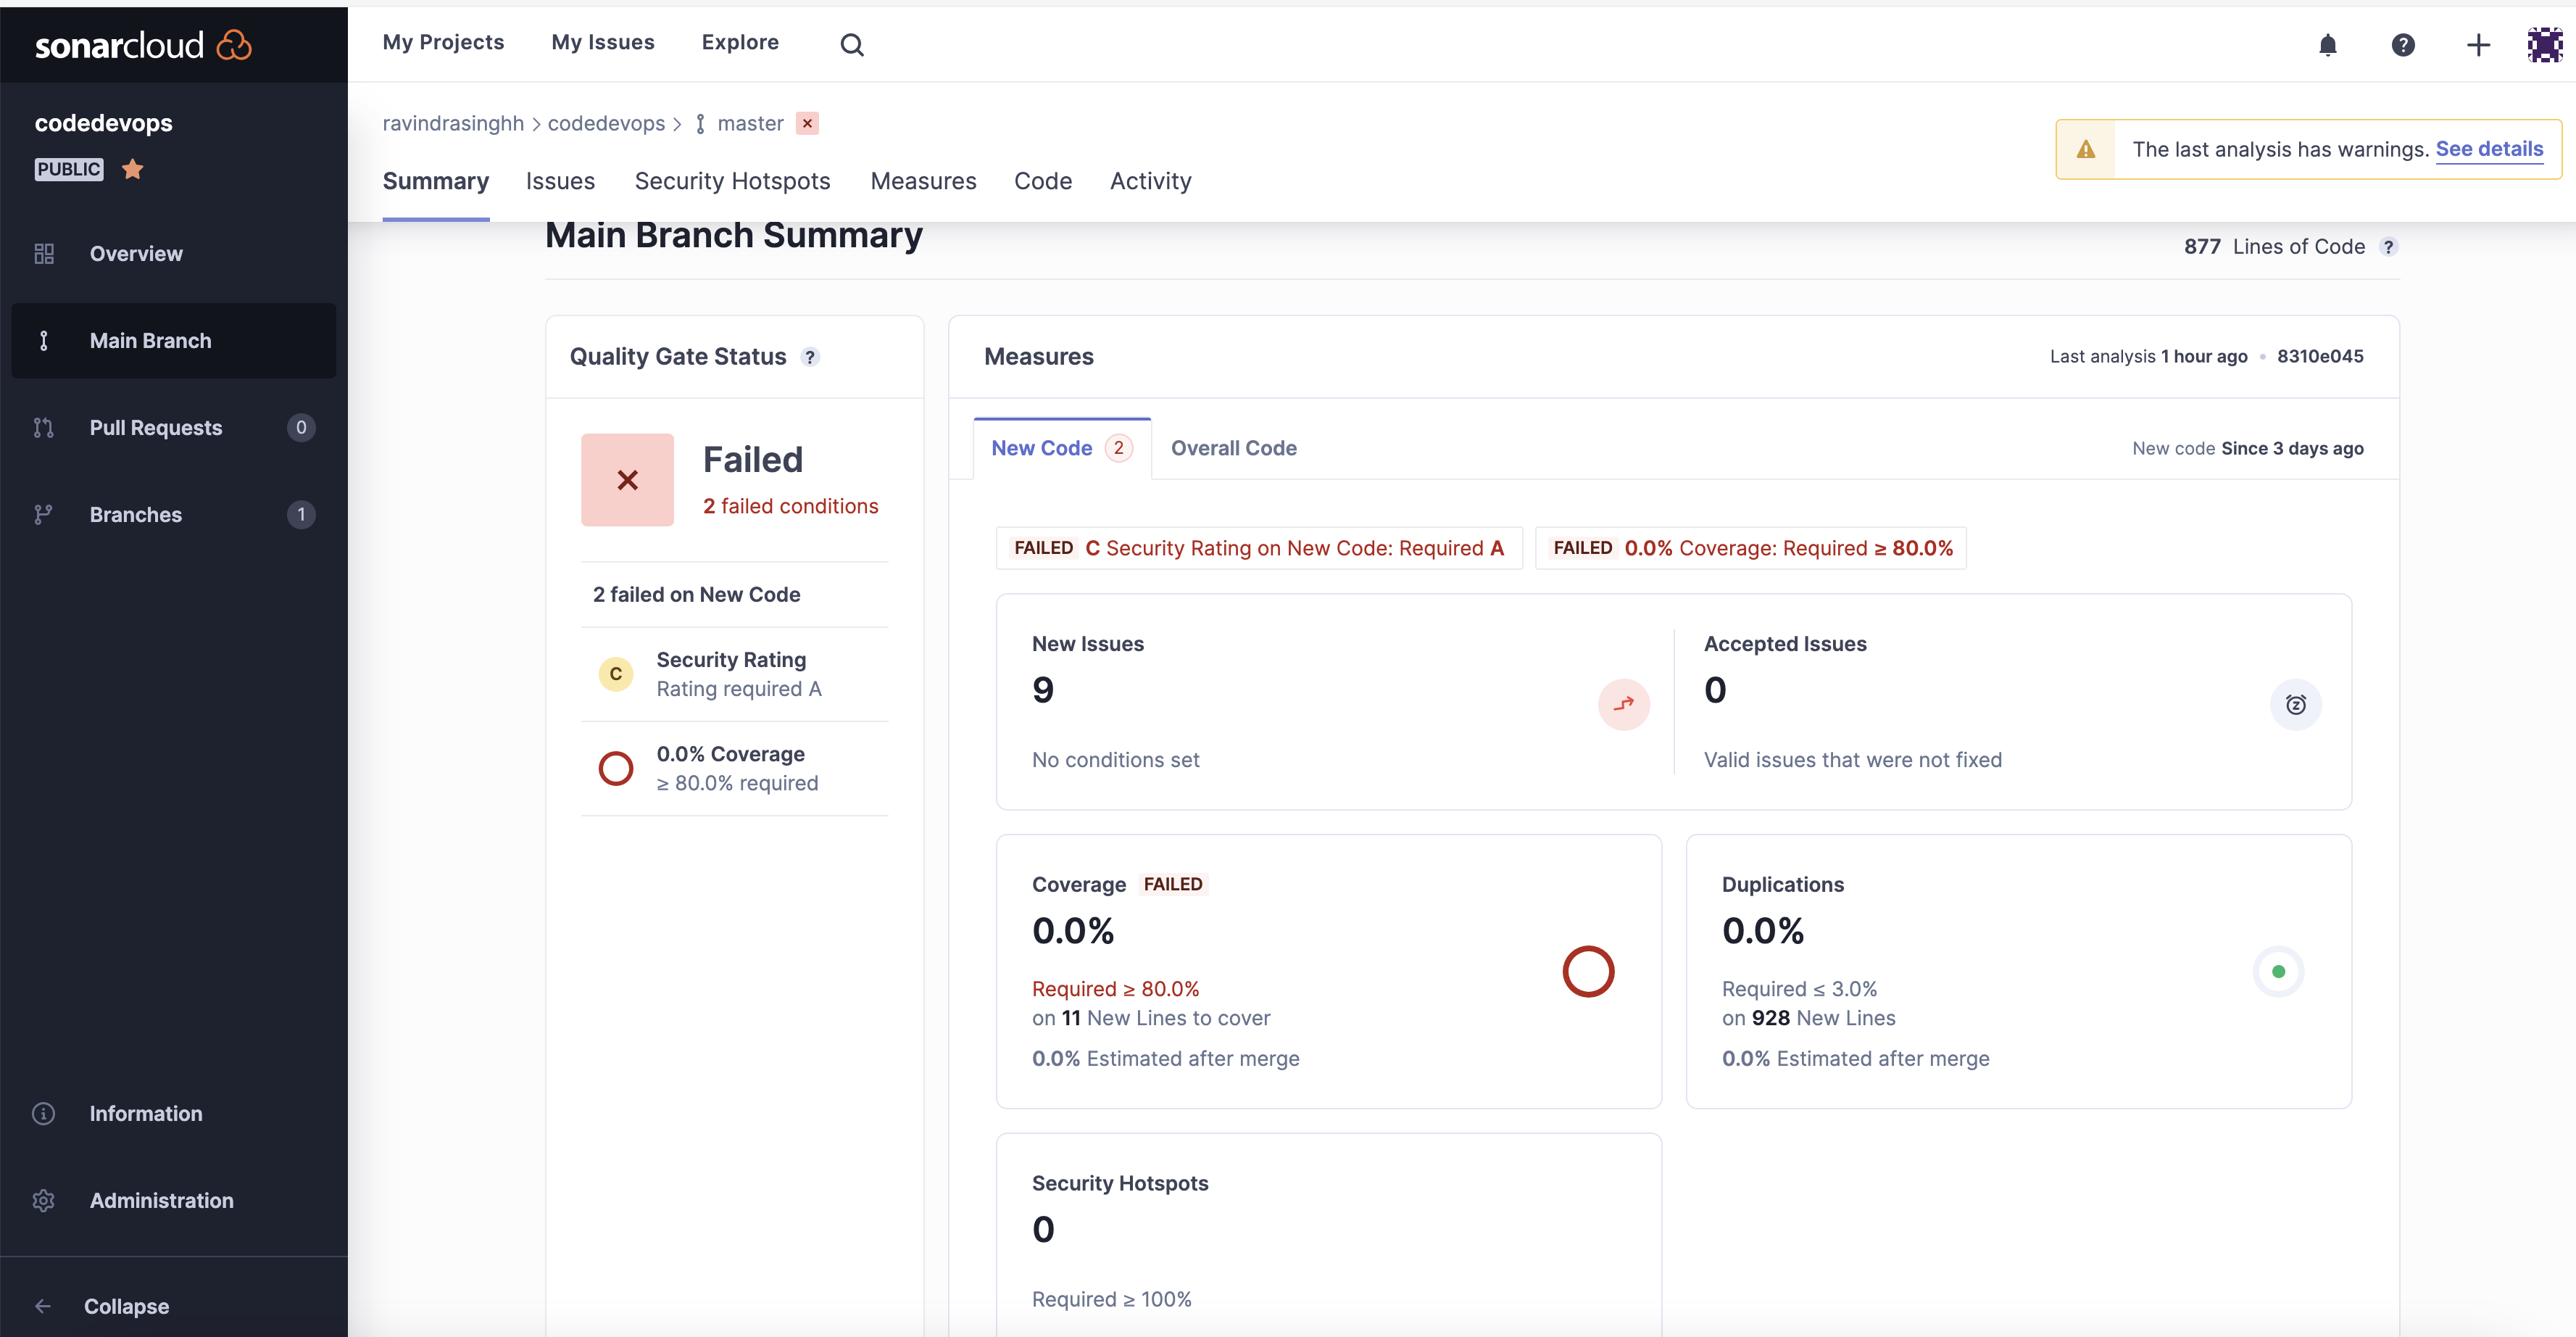 sonarcloud
My Projects My Issues Explore
codedevops
PUBLIC
Overview
Main Branch
Pull Requests 0
Branches 1
Information
Administration
Collapse
ravindrasinghh > codedevops > master
The last analysis has warnings. See details
Summary Issues Security Hotspots Measures Code Activity
Main Branch Summary
877 Lines of Code ?
Quality Gate Status ?
Failed
2 failed conditions
2 failed on New Code
C Security Rating
Rating required A
0.0% Coverage
≥ 80.0% required
Measures
Last analysis 1 hour ago • 8310e045
New Code 2 Overall Code
New code Since 3 days ago
FAILED C Security Rating on New Code: Required A
FAILED 0.0% Coverage: Required ≥ 80.0%
New Issues
9
No conditions set
Accepted Issues
0
Valid issues that were not fixed
Coverage FAILED
0.0%
Required ≥ 80.0%
on 11 New Lines to cover
0.0% Estimated after merge
Duplications
0.0%
Required ≤ 3.0%
on 928 New Lines
0.0% Estimated after merge
Security Hotspots
0
Required ≥ 100%